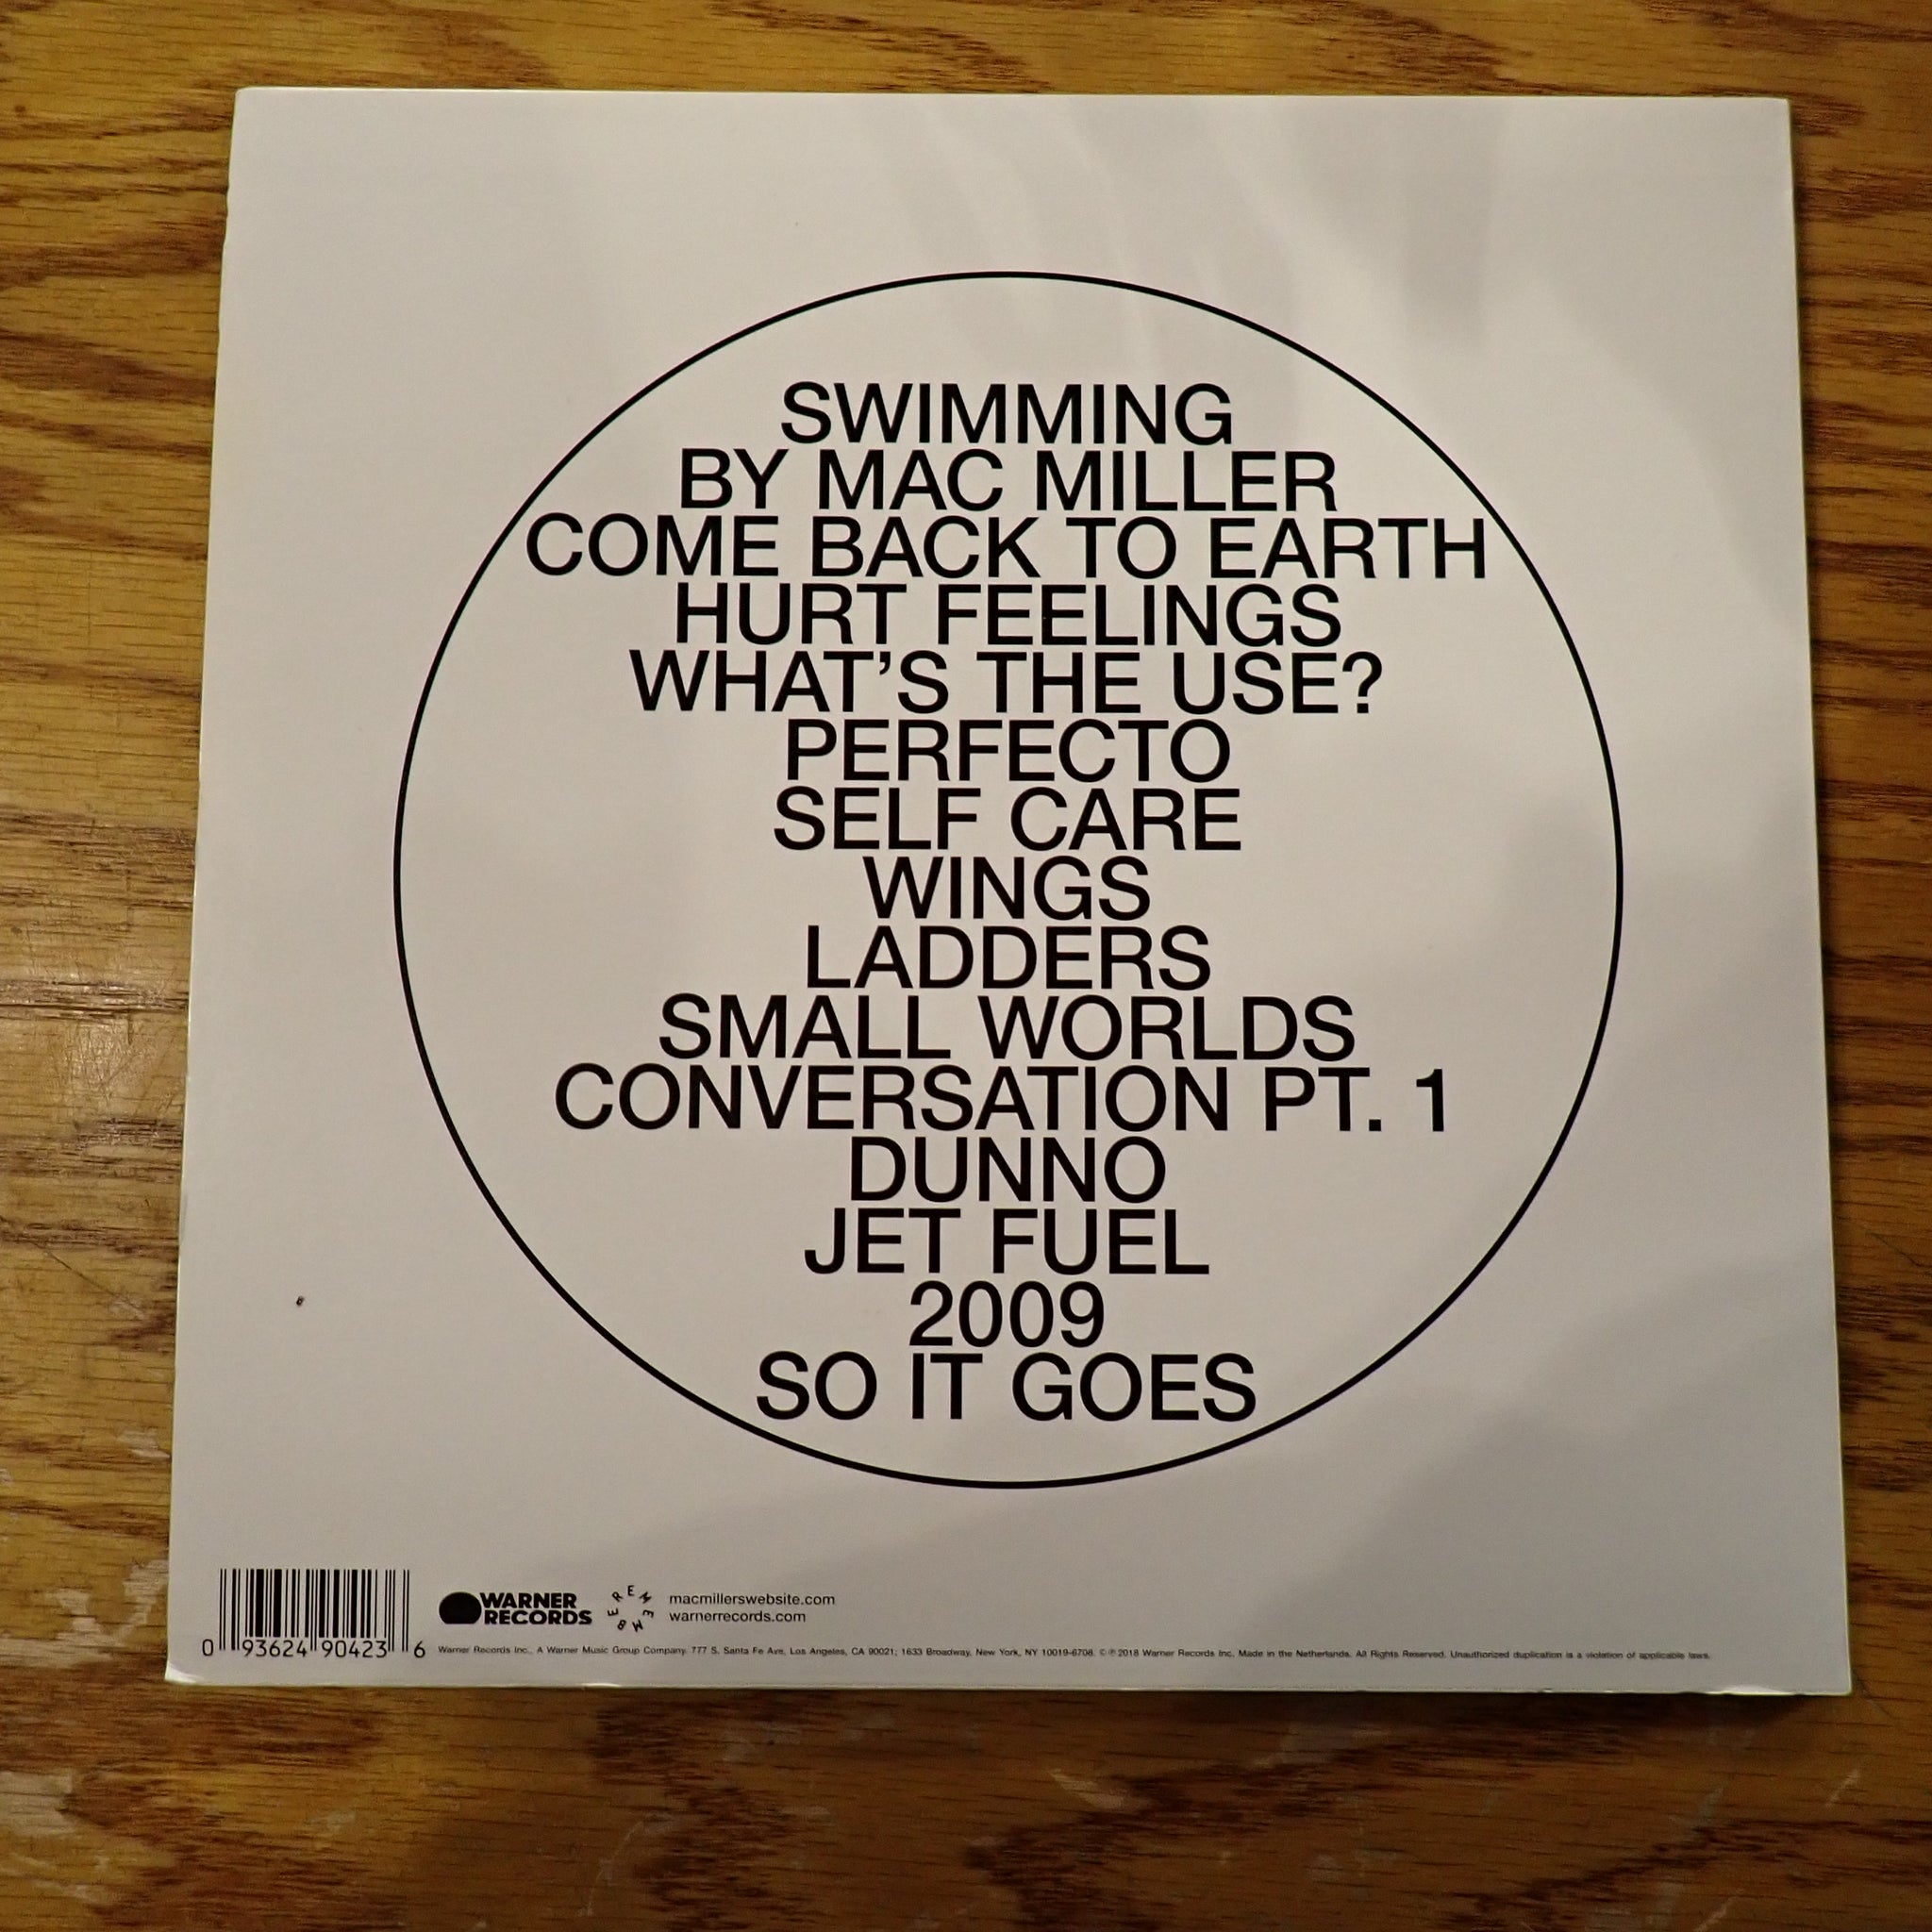 SWIMMING
BY MAC MILLER
COME BACK TO EARTH
HURT FEELINGS
WHAT’S THE USE?
PERFECTO
SELF CARE
WINGS
LADDERS
SMALL WORLDS
CONVERSATION PT. 1
DUNNO
JET FUEL
2009
SO IT GOES
0 93624 90423 6
WARNER
RECORDS
REMEMBER
macmillerswebsite.com
warnerrecords.com
Warner Records Inc., A Warner Music Group Company. 777 S. Santa Fe Ave, Los Angeles, CA 90021; 1633 Broadway, New York, NY 10019-6708. © ℗ 2018 Warner Records Inc. Made in the Netherlands. All Rights Reserved. Unauthorized duplication is a violation of applicable laws.